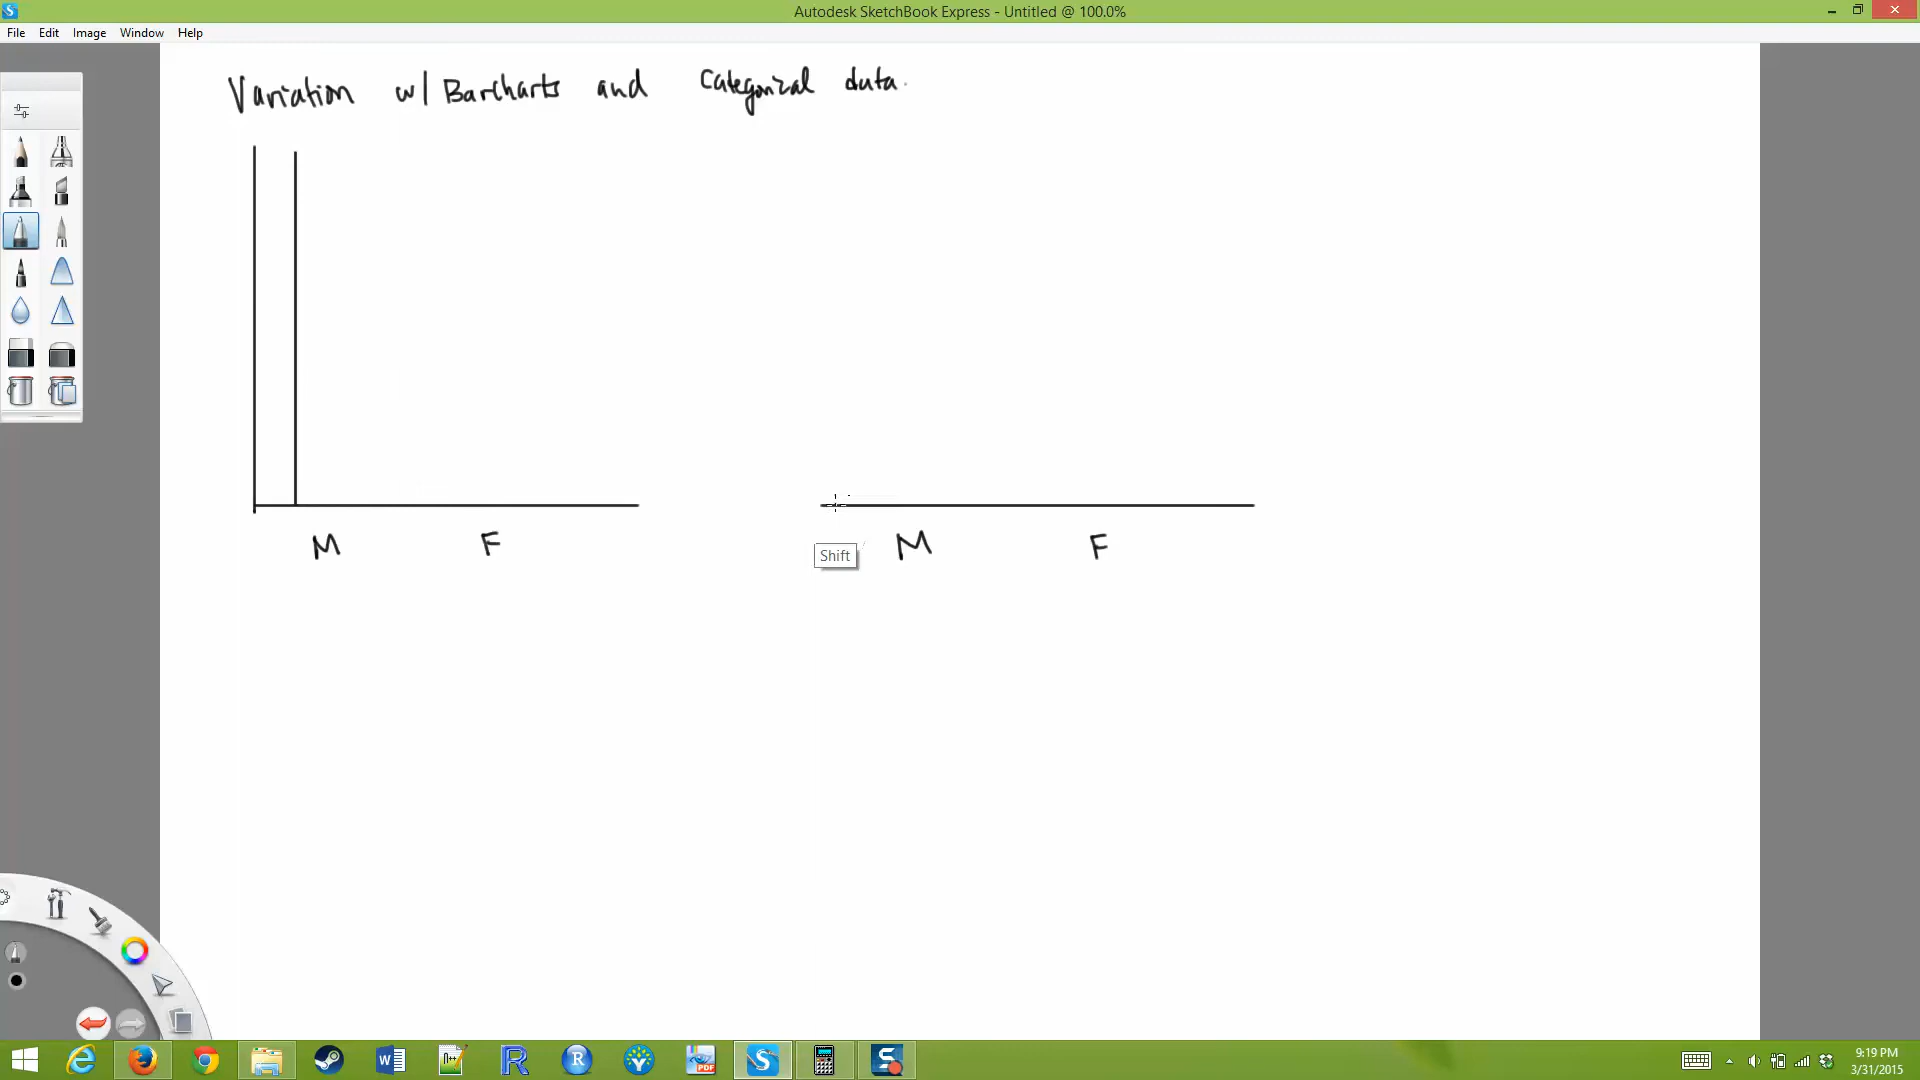 Autodesk SketchBook Express - Untitled @ 100.0%
File Edit Image Window Help
Variation w/ Barcharts and Categorical data
M F M F
Shift
9:19 PM
3/31/2015